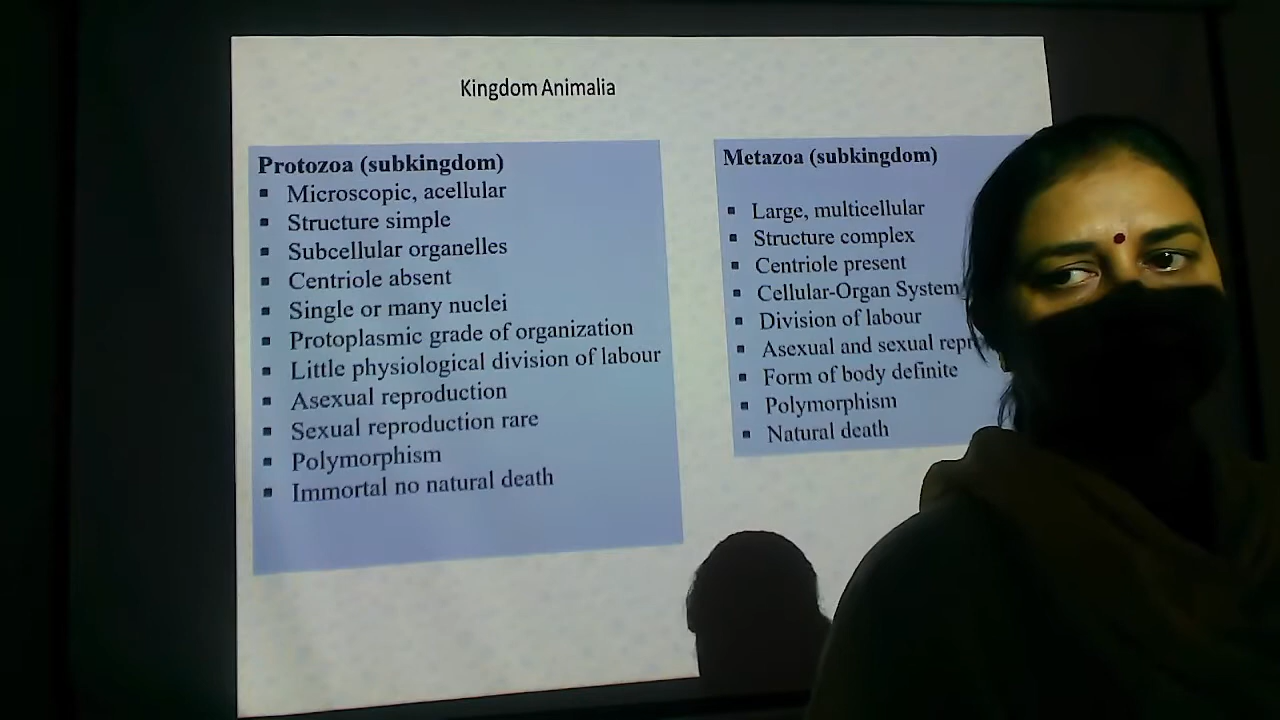 Kingdom Animalia
Protozoa (subkingdom)
▪ Microscopic, acellular
▪ Structure simple
▪ Subcellular organelles
▪ Centriole absent
▪ Single or many nuclei
▪ Protoplasmic grade of organization
▪ Little physiological division of labour
▪ Asexual reproduction
▪ Sexual reproduction rare
▪ Polymorphism
▪ Immortal no natural death
Metazoa (subkingdom)
▪ Large, multicellular
▪ Structure complex
▪ Centriole present
▪ Cellular-Organ System
▪ Division of labour
▪ Asexual and sexual repr
▪ Form of body definite
▪ Polymorphism
▪ Natural death